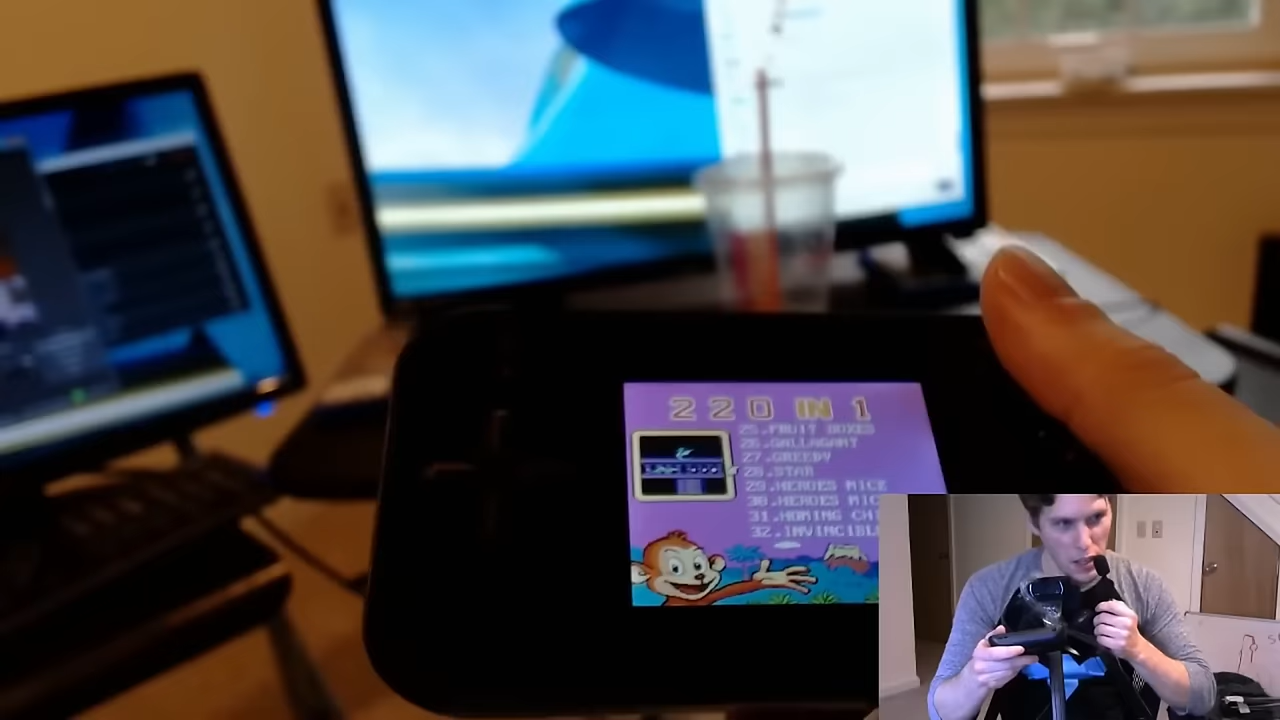 220 IN 1
25.FRUIT BOXES
26.GALLAGANT
27.GREEDY
28.STAR
29.HEROES MICE
30.HEROES MIC
31.HOMING CHI
32.INVINCIBL